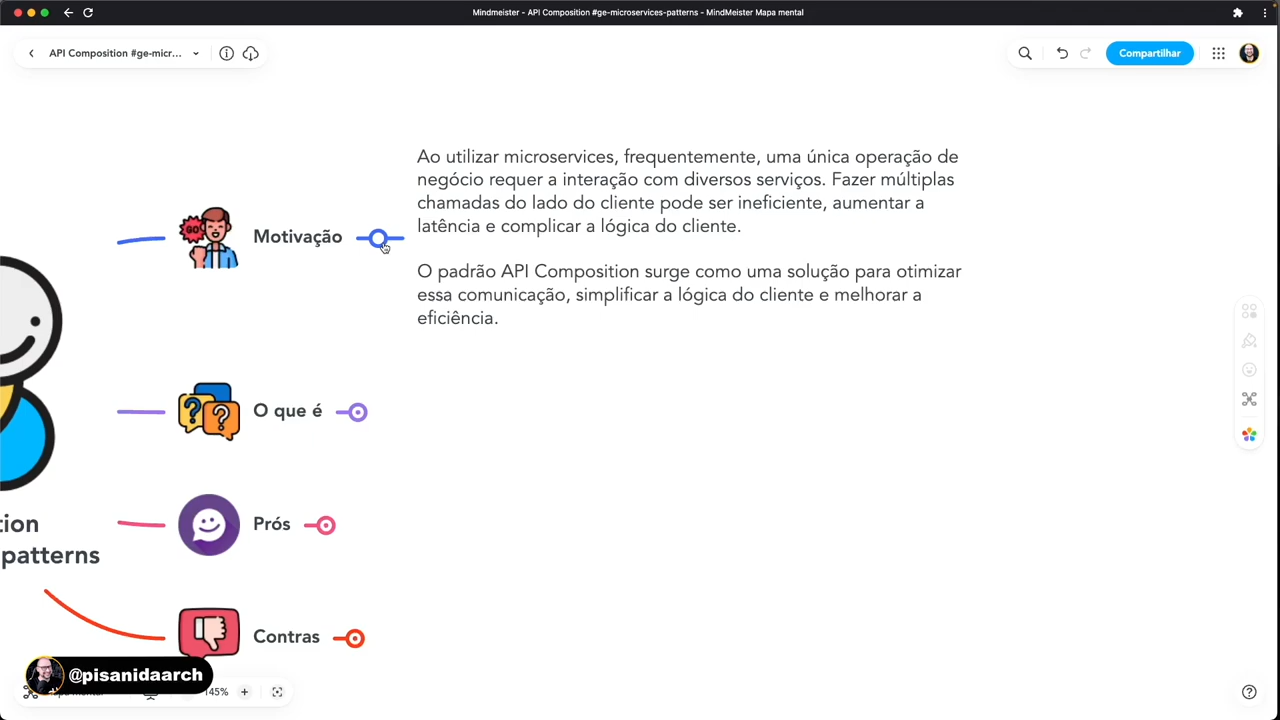 Mindmeister - API Composition #ge-microservices-patterns - MindMeister Mapa mental
API Composition #ge-micr...
Compartilhar
Ao utilizar microservices, frequentemente, uma única operação de
negócio requer a interação com diversos serviços. Fazer múltiplas
chamadas do lado do cliente pode ser ineficiente, aumentar a
latência e complicar a lógica do cliente.
O padrão API Composition surge como uma solução para otimizar
essa comunicação, simplificar a lógica do cliente e melhorar a
eficiência.
GO!
Motivação
O que é
Prós
tion
patterns
Contras
@pisanidaarch
145%